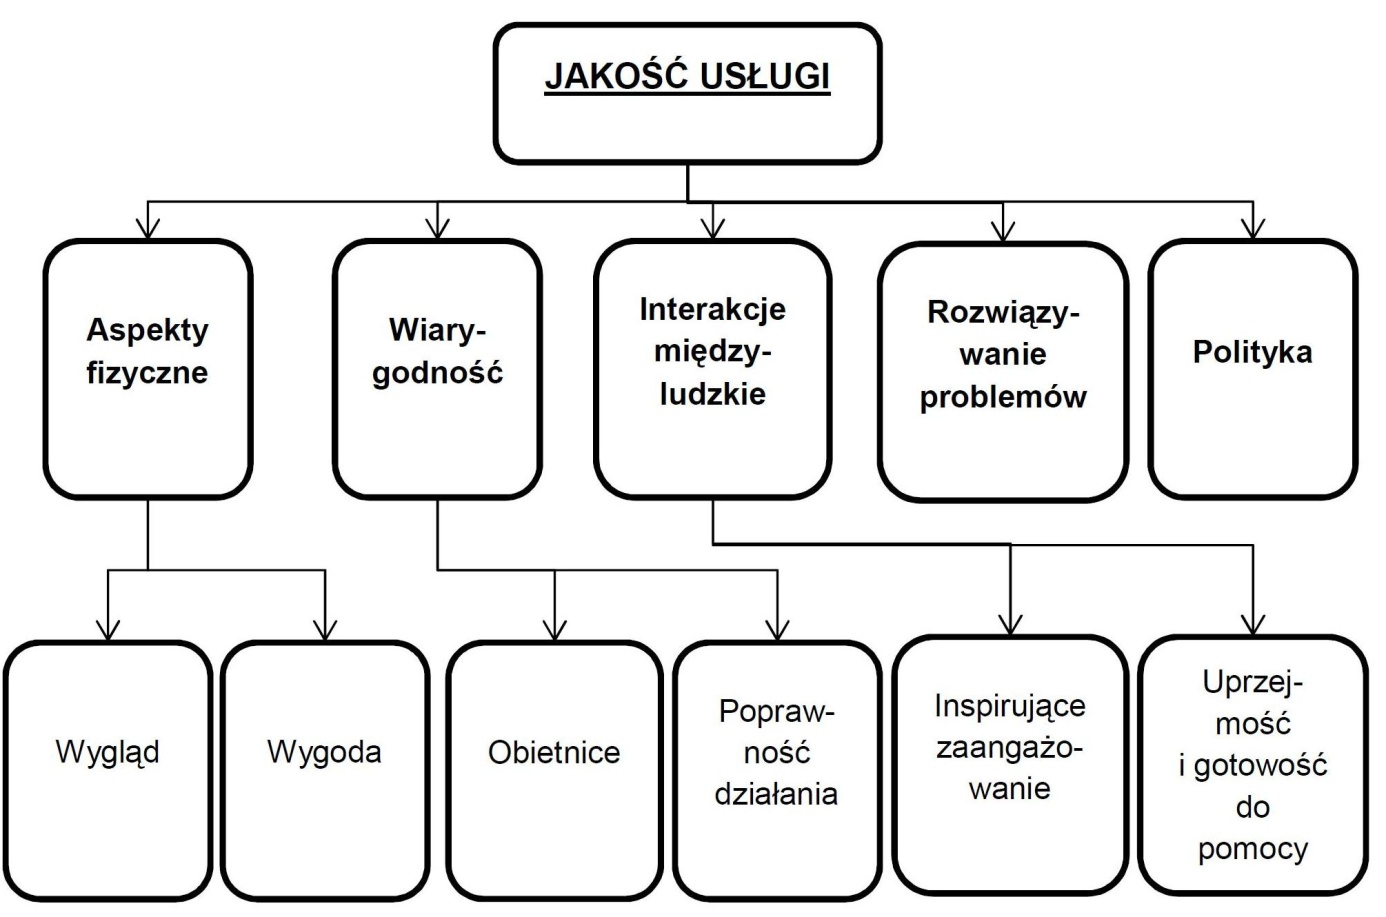 JAKOŚĆ USŁUGI
Aspekty
fizyczne
Wiary-
godność
Interakcje
między-
ludzkie
Rozwiązy-
wanie
problemów
Polityka
Wygląd
Wygoda
Obietnice
Popraw-
ność
działania
Inspirujące
zaangażo-
wanie
Uprzej-
mość
i gotowość
do
pomocy